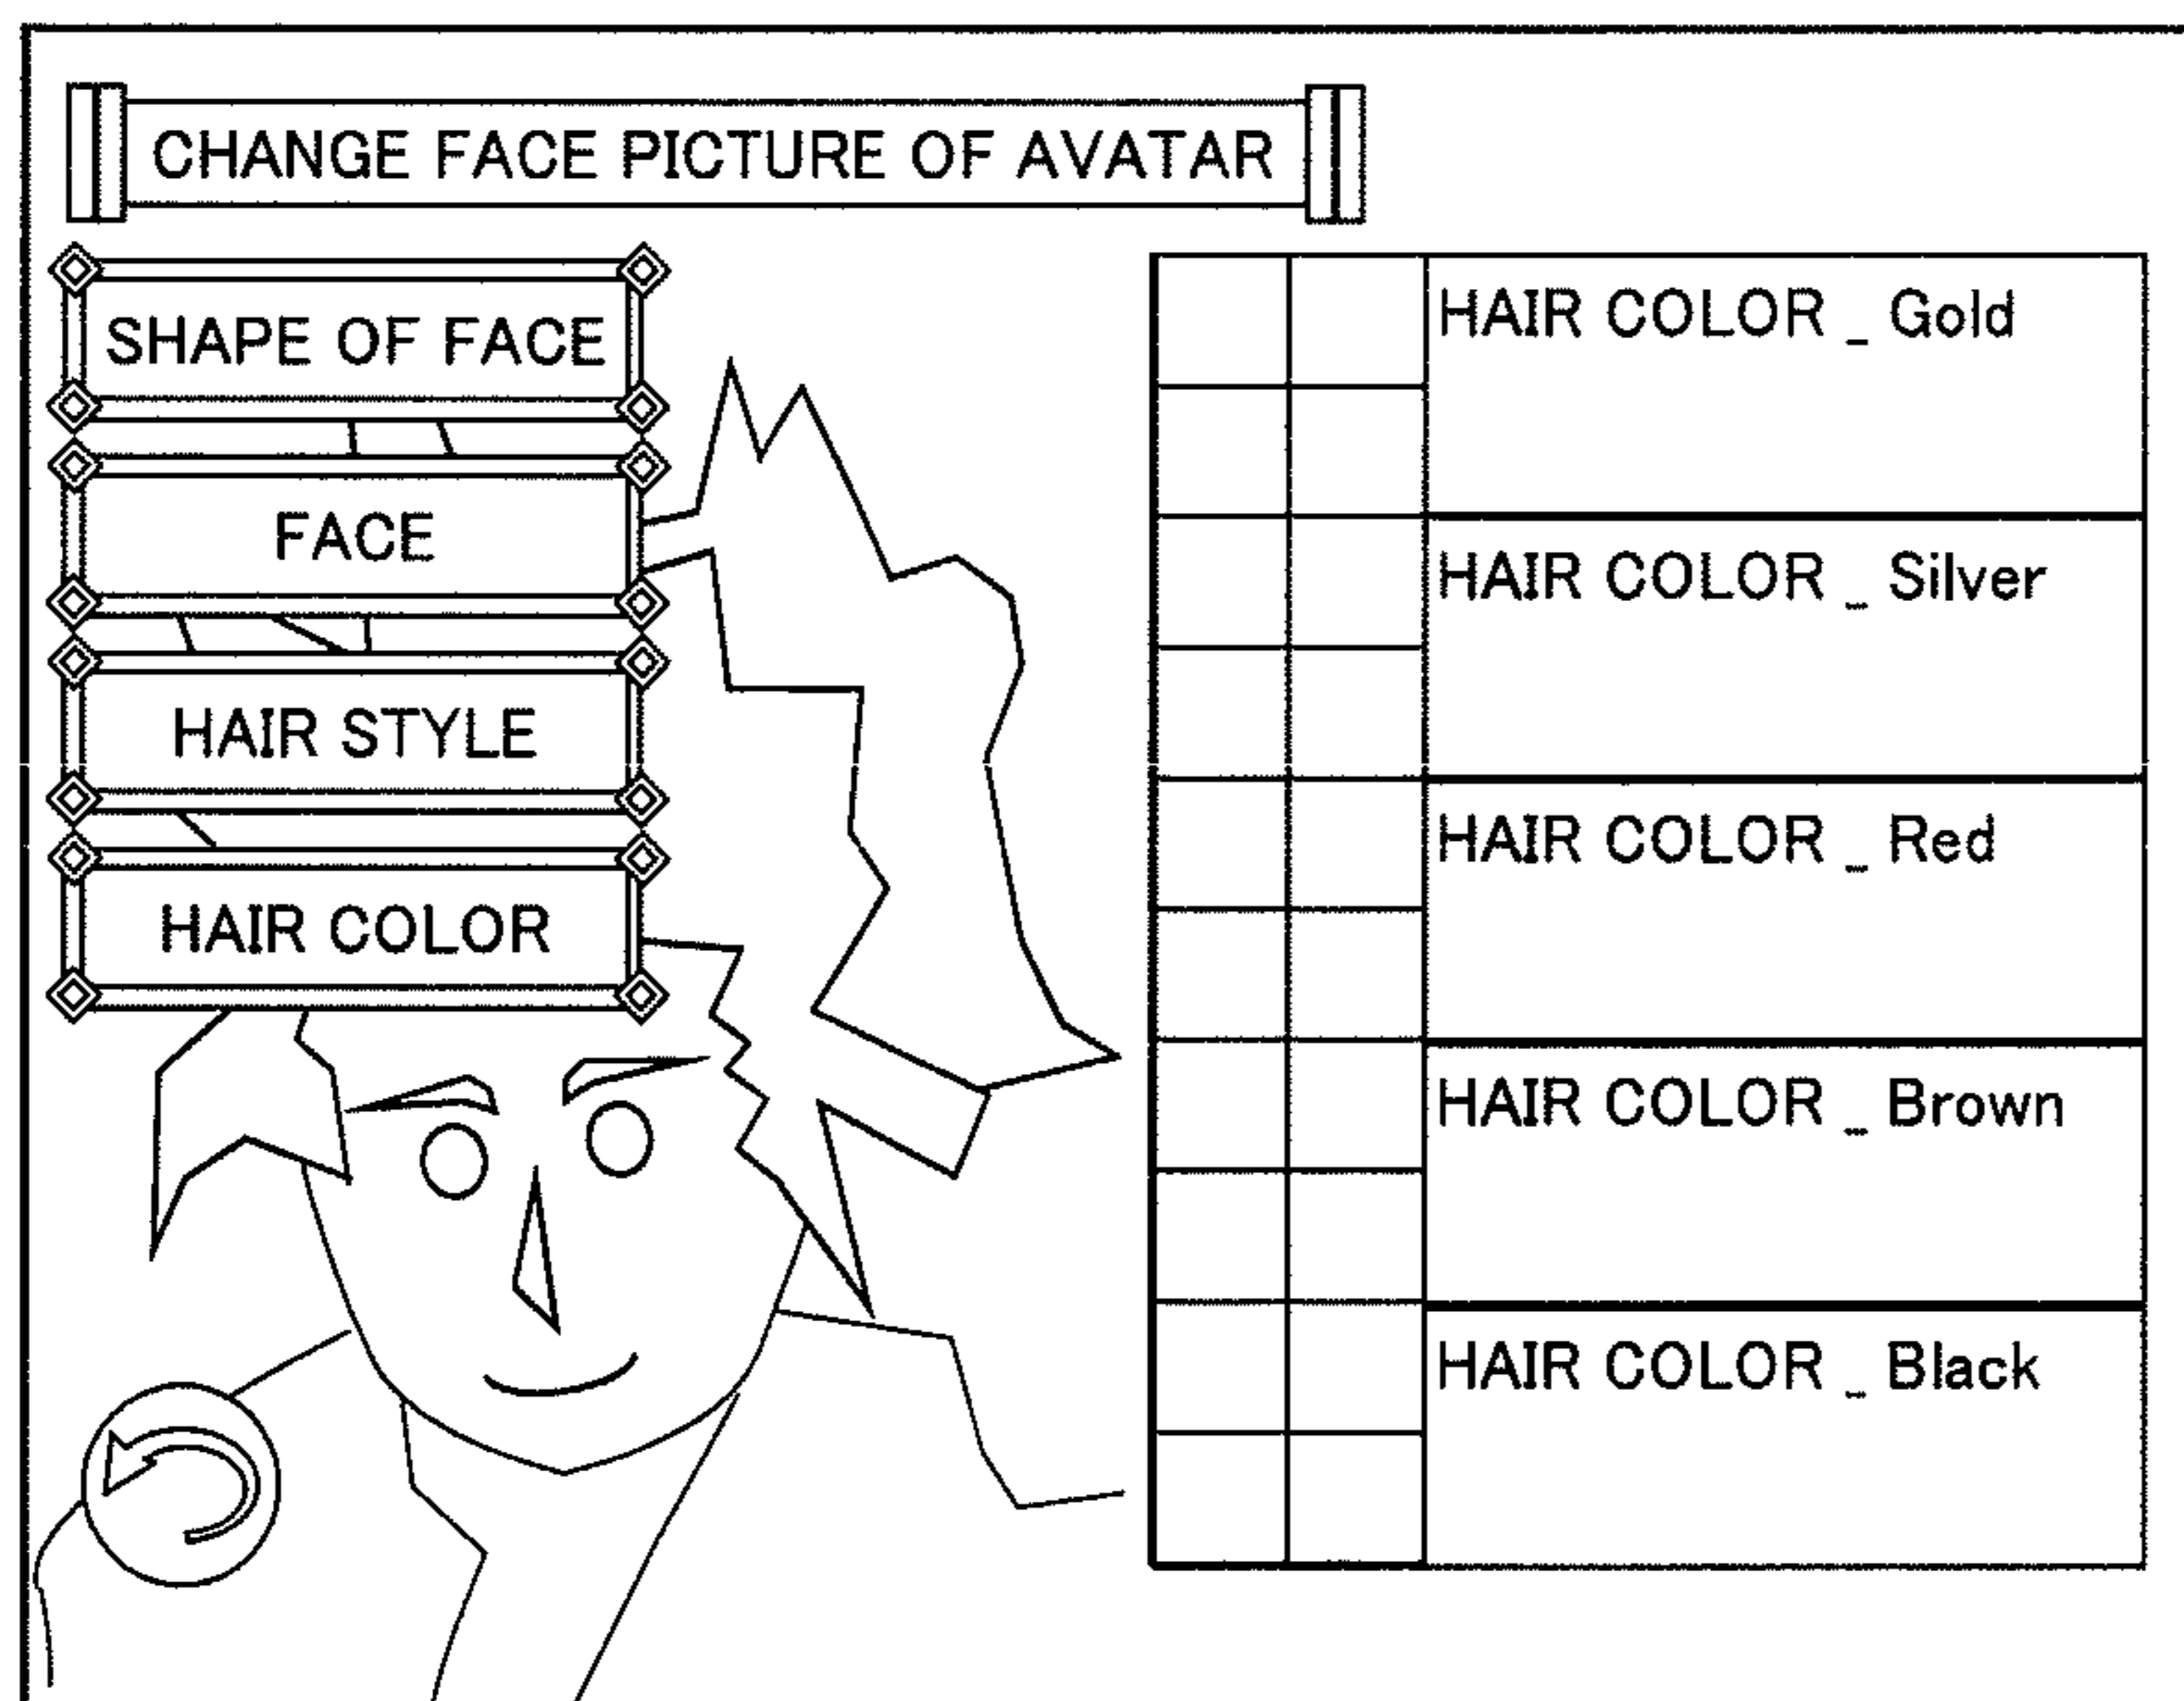 CHANGE FACE PICTURE OF AVATAR
SHAPE OF FACE
FACE
HAIR STYLE
HAIR COLOR
HAIR COLOR _ Gold
HAIR COLOR _ Silver
HAIR COLOR _ Red
HAIR COLOR _ Brown
HAIR COLOR _ Black